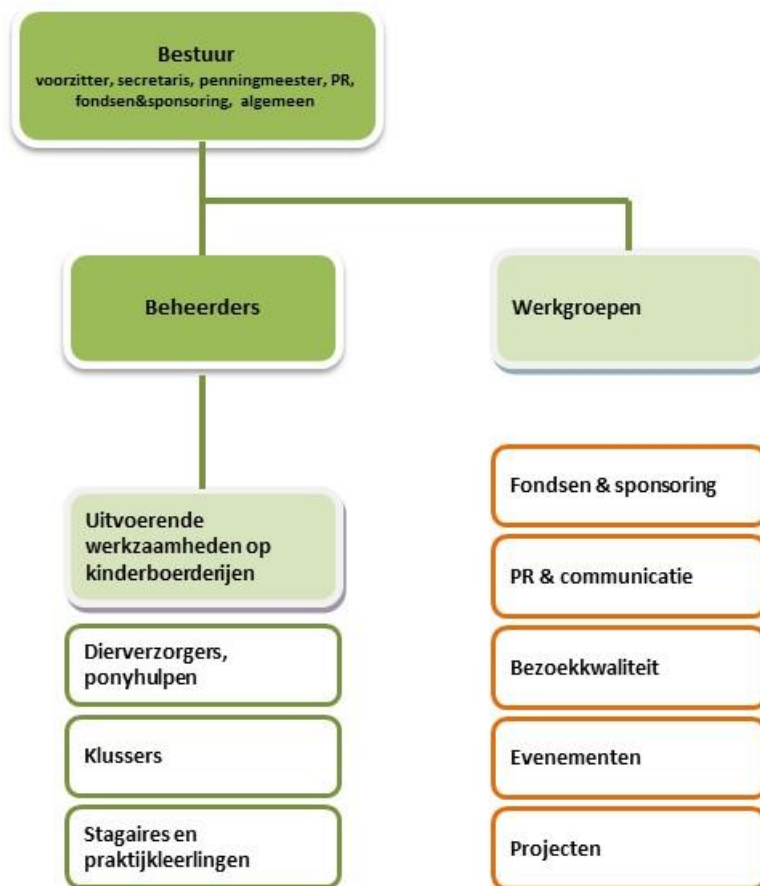 Bestuur
voorzitter, secretaris, penningmeester, PR,
fondsen&sponsoring, algemeen
Beheerders
Werkgroepen
Uitvoerende
werkzaamheden op
kinderboerderijen
Dierverzorgers,
ponyhulpen
Klussers
Stagaires en
praktijkleerlingen
Fondsen & sponsoring
PR & communicatie
Bezoekkwaliteit
Evenementen
Projecten